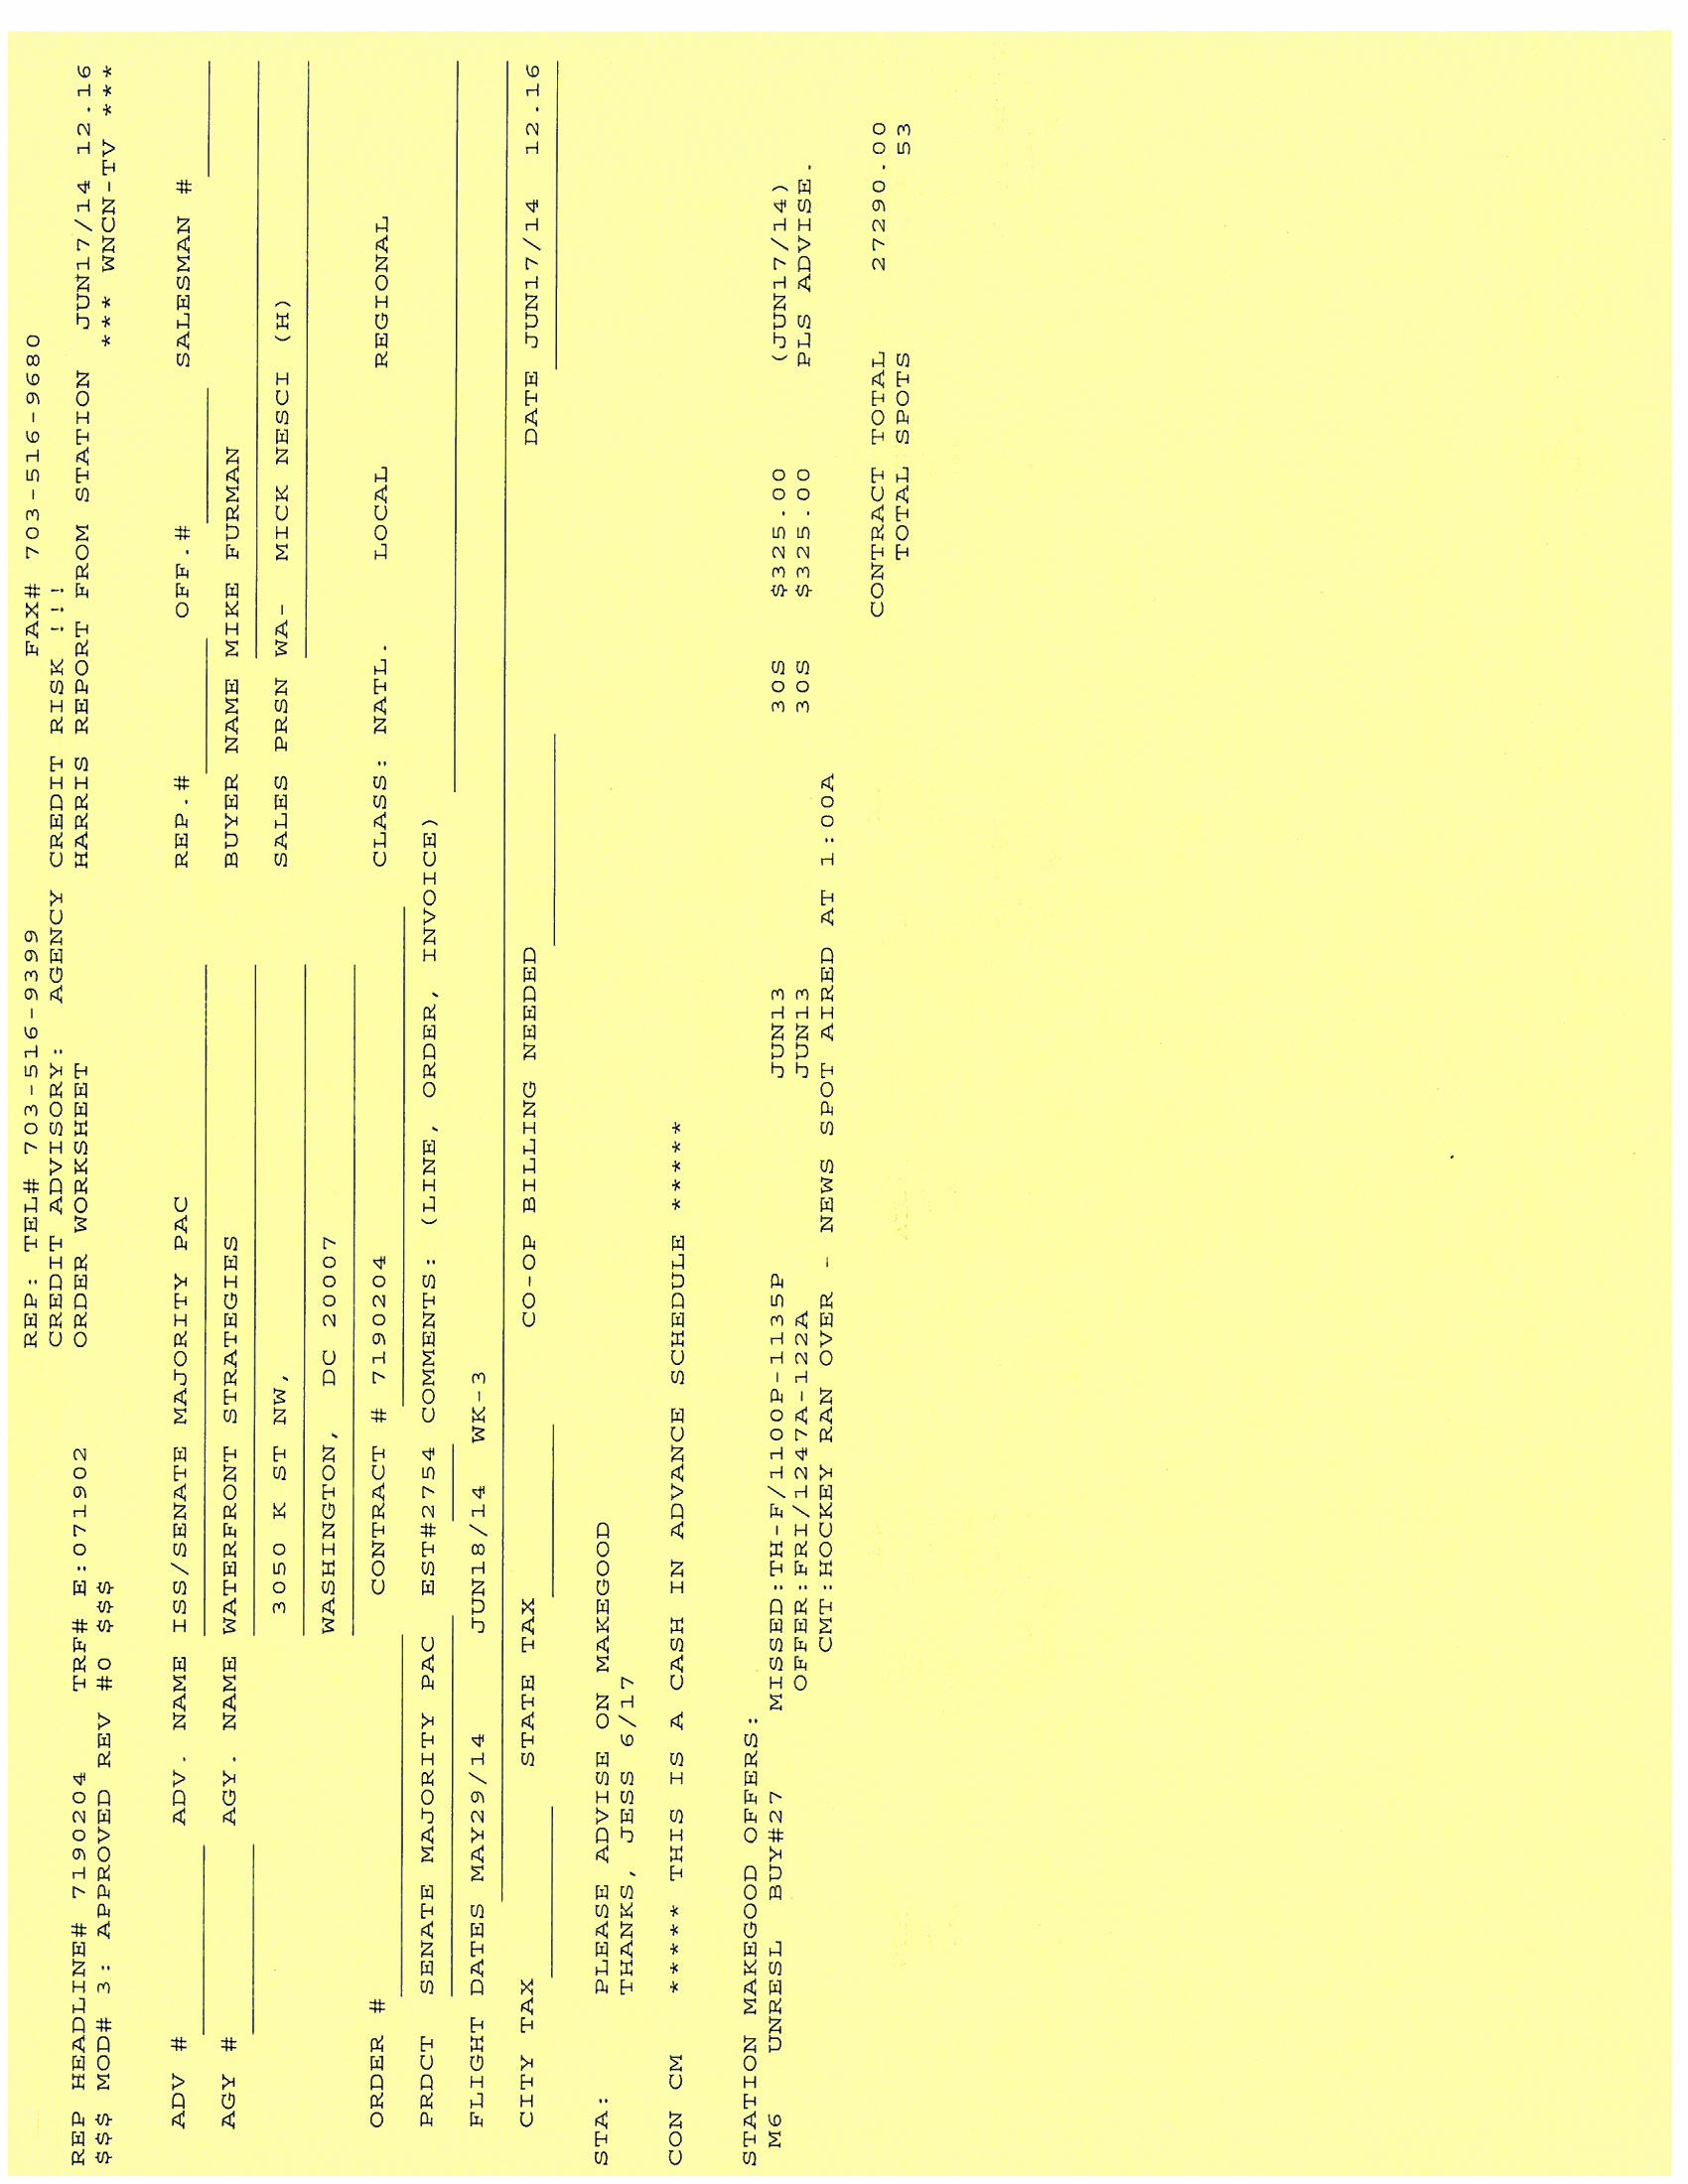 REP: TEL# 703-516-9399 FAX# 703-516-9680
CREDIT ADVISORY: AGENCY CREDIT RISK !!!
REP HEADLINE# 7190204 TRF# E:071902 ORDER WORKSHEET HARRIS REPORT FROM STATION JUN17/14 12.16
$$$ MOD# 3: APPROVED REV #0 $$$ *** WNCN-TV ***
ADV # ADV. NAME ISS/SENATE MAJORITY PAC REP.# OFF.# SALESMAN #
AGY # AGY. NAME WATERFRONT STRATEGIES BUYER NAME MIKE FURMAN
3050 K ST NW, SALES PRSN WA- MICK NESCI (H)
WASHINGTON, DC 20007
ORDER # CONTRACT # 7190204 CLASS: NATL. LOCAL REGIONAL
PRDCT SENATE MAJORITY PAC EST#2754 COMMENTS: (LINE, ORDER, INVOICE)
FLIGHT DATES MAY29/14 JUN18/14 WK-3
CITY TAX STATE TAX CO-OP BILLING NEEDED DATE JUN17/14 12.16
STA: PLEASE ADVISE ON MAKEGOOD
THANKS, JESS 6/17
CON CM ***** THIS IS A CASH IN ADVANCE SCHEDULE *****
STATION MAKEGOOD OFFERS:
M6 UNRESL BUY#27 MISSED:TH-F/1100P-1135P JUN13 30S $325.00 (JUN17/14)
OFFER:FRI/1247A-122A JUN13 30S $325.00 PLS ADVISE.
CMT:HOCKEY RAN OVER - NEWS SPOT AIRED AT 1:00A
CONTRACT TOTAL 27290.00
TOTAL SPOTS 53